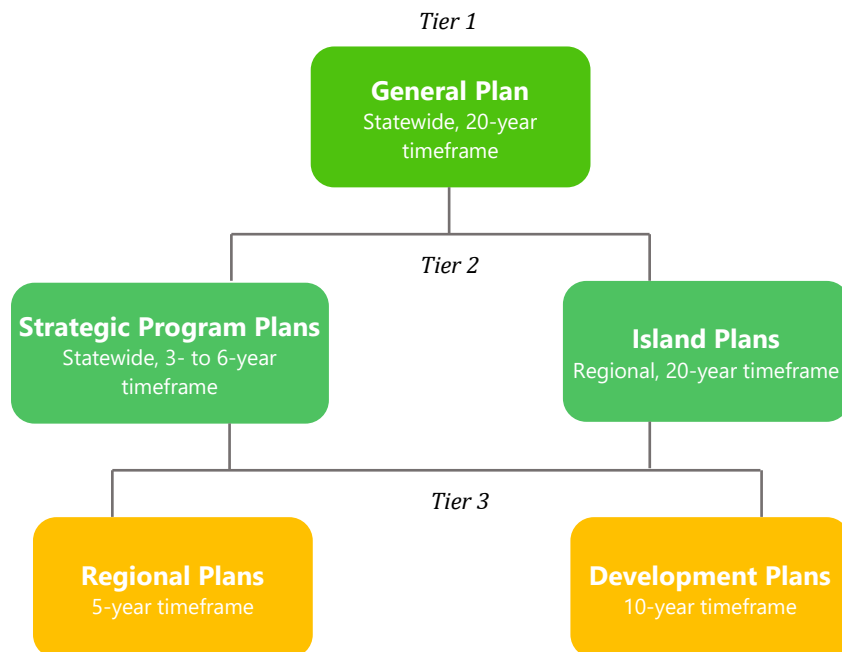 Tier 1
General Plan
Statewide, 20-year
timeframe
Tier 2
Strategic Program Plans
Statewide, 3- to 6-year
timeframe
Island Plans
Regional, 20-year timeframe
Tier 3
Regional Plans
5-year timeframe
Development Plans
10-year timeframe